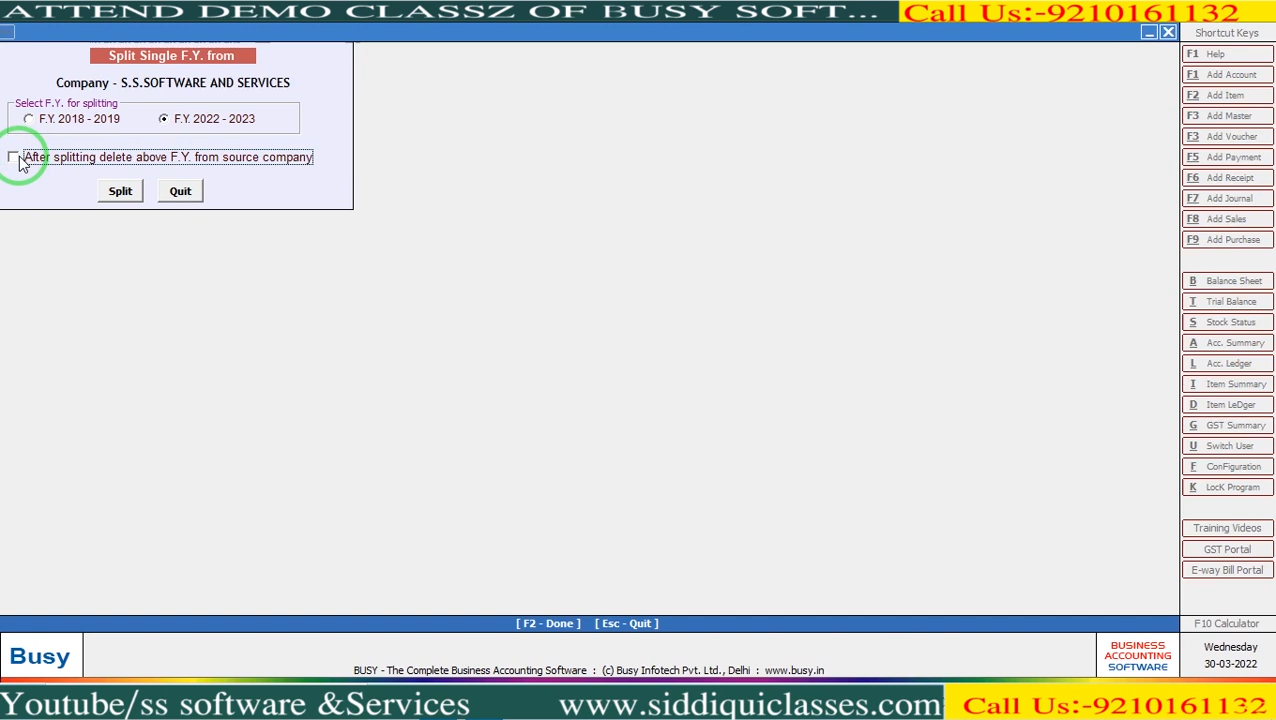 ATTEND DEMO CLASSZ OF BUSY SOFT...
Call Us:-9210161132
Split Single F.Y. from
Company - S.S.SOFTWARE AND SERVICES
Select F.Y. for splitting
F.Y. 2018 - 2019
F.Y. 2022 - 2023
After splitting delete above F.Y. from source company
Split
Quit
Shortcut Keys
F1 Help
F1 Add Account
F2 Add Item
F3 Add Master
F3 Add Voucher
F5 Add Payment
F6 Add Receipt
F7 Add Journal
F8 Add Sales
F9 Add Purchase
B Balance Sheet
T Trial Balance
S Stock Status
A Acc. Summary
L Acc. Ledger
I Item Summary
D Item LeDger
G GST Summary
U Switch User
F ConFiguration
K LocK Program
Training Videos
GST Portal
E-way Bill Portal
F10 Calculator
[ F2 - Done ] [ Esc - Quit ]
Busy
BUSY - The Complete Business Accounting Software : (c) Busy Infotech Pvt. Ltd., Delhi : www.busy.in
BUSINESS
ACCOUNTING
SOFTWARE
Wednesday
30-03-2022
Youtube/ss software &Services
www.siddiquiclasses.com
Call Us:-9210161132